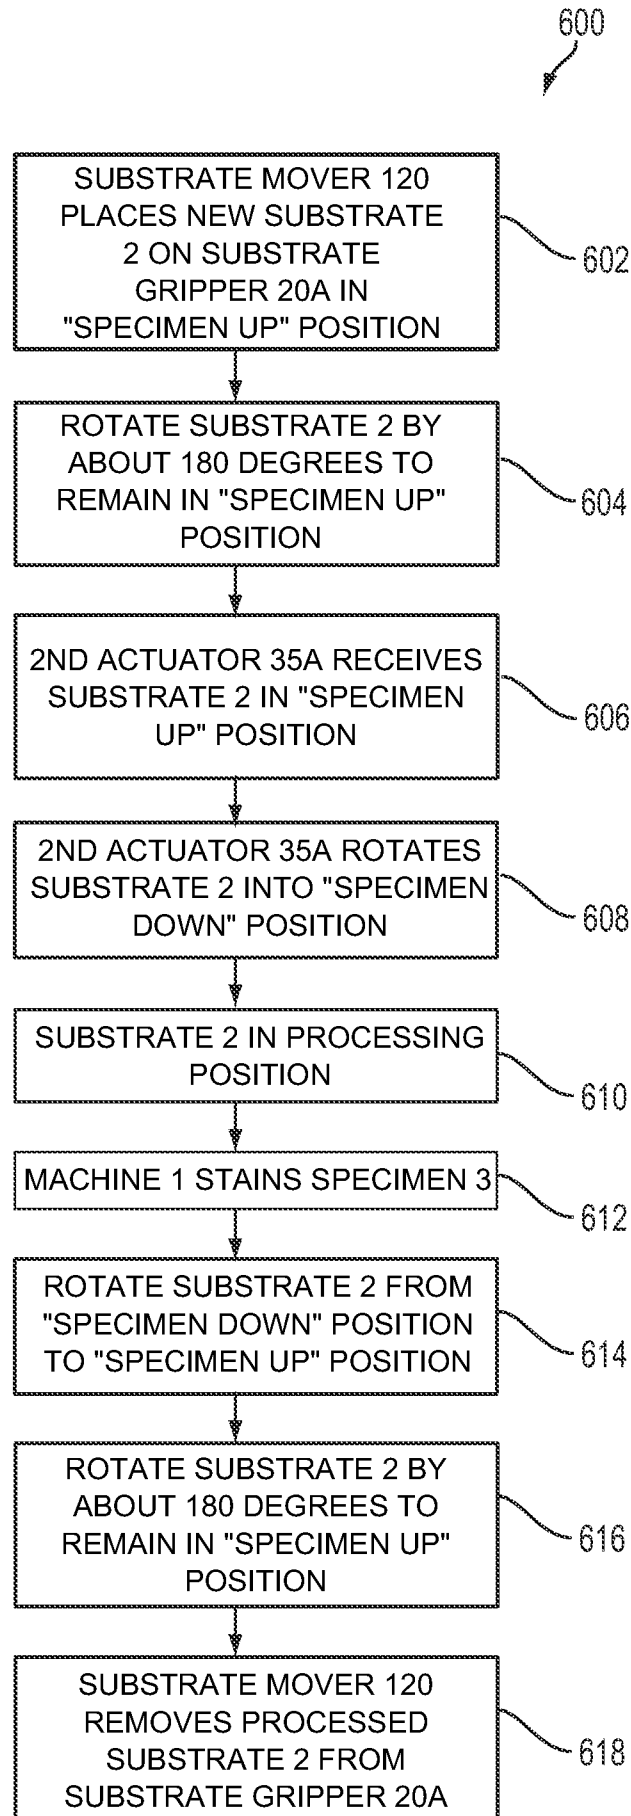 600
SUBSTRATE MOVER 120
PLACES NEW SUBSTRATE
2 ON SUBSTRATE
GRIPPER 20A IN
"SPECIMEN UP" POSITION
602
ROTATE SUBSTRATE 2 BY
ABOUT 180 DEGREES TO
REMAIN IN "SPECIMEN UP"
POSITION
604
2ND ACTUATOR 35A RECEIVES
SUBSTRATE 2 IN "SPECIMEN
UP" POSITION
606
2ND ACTUATOR 35A ROTATES
SUBSTRATE 2 INTO "SPECIMEN
DOWN" POSITION
608
SUBSTRATE 2 IN PROCESSING
POSITION
610
MACHINE 1 STAINS SPECIMEN 3
612
ROTATE SUBSTRATE 2 FROM
"SPECIMEN DOWN" POSITION
TO "SPECIMEN UP" POSITION
614
ROTATE SUBSTRATE 2 BY
ABOUT 180 DEGREES TO
REMAIN IN "SPECIMEN UP"
POSITION
616
SUBSTRATE MOVER 120
REMOVES PROCESSED
SUBSTRATE 2 FROM
SUBSTRATE GRIPPER 20A
618